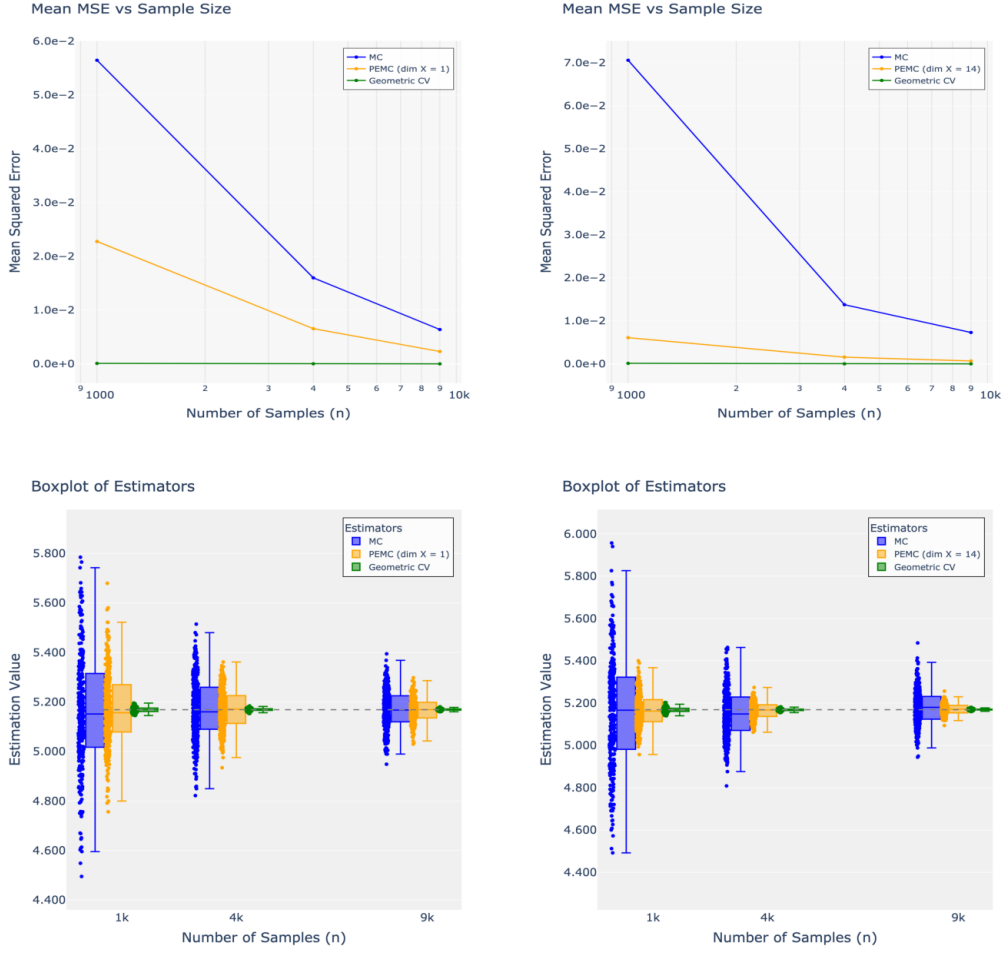 Mean MSE vs Sample Size
MC
PEMC (dim X = 1)
Geometric CV
Mean Squared Error
6.0e−2
5.0e−2
4.0e−2
3.0e−2
2.0e−2
1.0e−2
0.0e+0
9 1000 2 3 4 5 6 7 8 9 10k
Number of Samples (n)
Mean MSE vs Sample Size
MC
PEMC (dim X = 14)
Geometric CV
Mean Squared Error
7.0e−2
6.0e−2
5.0e−2
4.0e−2
3.0e−2
2.0e−2
1.0e−2
0.0e+0
9 1000 2 3 4 5 6 7 8 9 10k
Number of Samples (n)
Boxplot of Estimators
Estimators
MC
PEMC (dim X = 1)
Geometric CV
Estimation Value
5.800
5.600
5.400
5.200
5.000
4.800
4.600
4.400
1k 4k 9k
Number of Samples (n)
Boxplot of Estimators
Estimators
MC
PEMC (dim X = 14)
Geometric CV
Estimation Value
6.000
5.800
5.600
5.400
5.200
5.000
4.800
4.600
4.400
1k 4k 9k
Number of Samples (n)